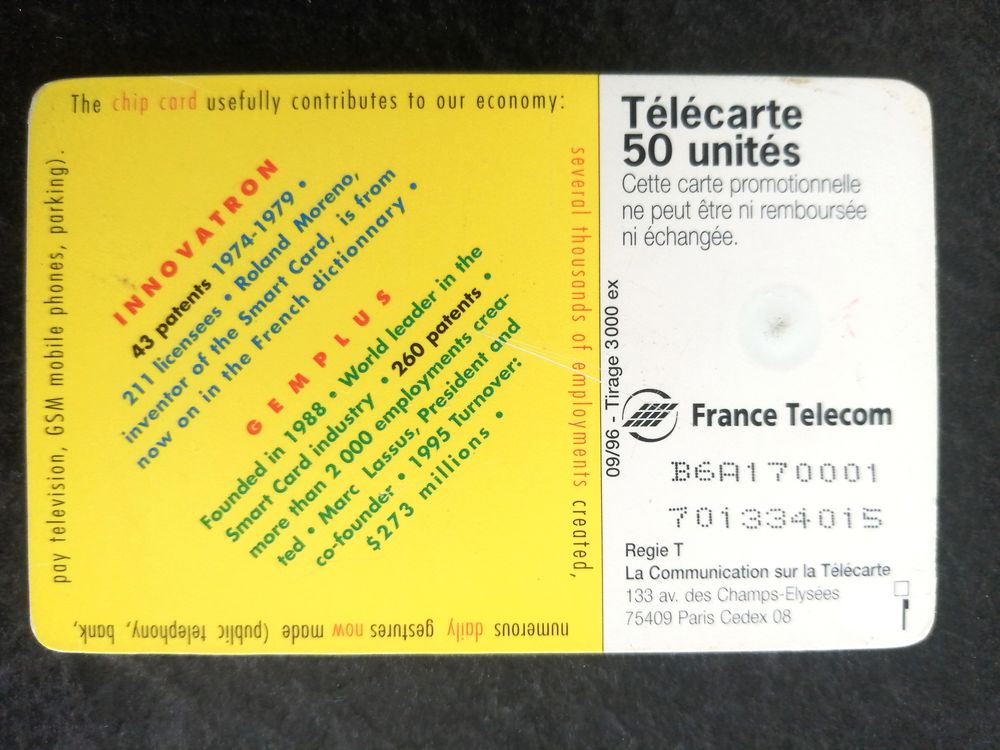 The chip card usefully contributes to our economy:
several thousands of employments created,
numerous daily gestures now made (public telephony, bank,
pay television, GSM mobile phones, parking).
INNOVATRON
43 patents 1974-1979 •
211 licensees • Roland Moreno,
inventor of the Smart Card, is from
now on in the French dictionnary •
GEMPLUS
Founded in 1988 • World leader in the
Smart Card industry • 260 patents •
more than 2 000 employments crea-
ted • Marc Lassus, President and
co-founder • 1995 Turnover:
$273 millions •
Télécarte
50 unités
Cette carte promotionnelle
ne peut être ni remboursée
ni échangée.
09/96 - Tirage 3000 ex
France Telecom
B6A170001
701334015
Regie T
La Communication sur la Télécarte
133 av. des Champs-Elysées
75409 Paris Cedex 08